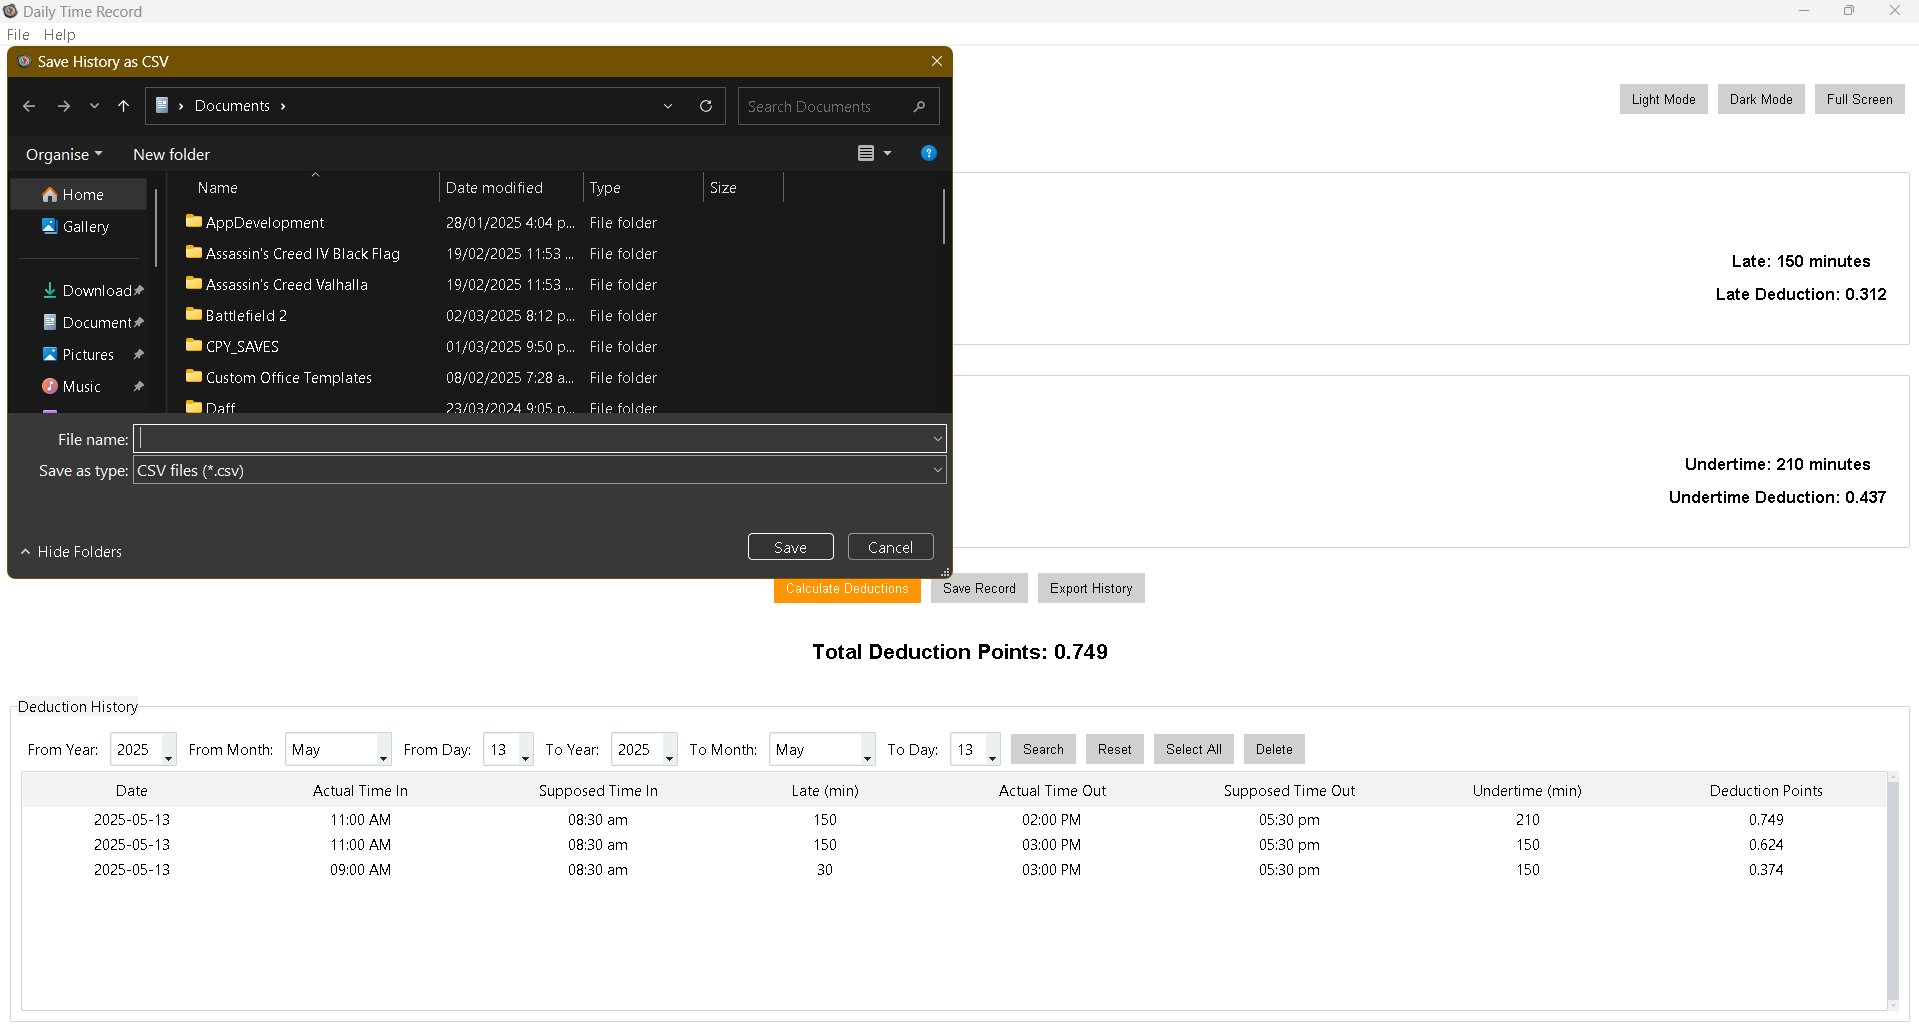 Daily Time Record
File Help
Save History as CSV
Documents
Search Documents
Light Mode Dark Mode Full Screen
Organise New folder
Name Date modified Type Size
Home
Gallery
Download
Document
Pictures
Music
AppDevelopment 28/01/2025 4:04 p... File folder
Assassin's Creed IV Black Flag 19/02/2025 11:53 ... File folder
Assassin's Creed Valhalla 19/02/2025 11:53 ... File folder
Battlefield 2 02/03/2025 8:12 p... File folder
CPY_SAVES 01/03/2025 9:50 p... File folder
Custom Office Templates 08/02/2025 7:28 a... File folder
Daff 23/03/2024 9:05 p... File folder
File name:
Save as type: CSV files (*.csv)
Hide Folders
Save Cancel
Late: 150 minutes
Late Deduction: 0.312
Undertime: 210 minutes
Undertime Deduction: 0.437
Calculate Deductions Save Record Export History
Total Deduction Points: 0.749
Deduction History
From Year: 2025 From Month: May From Day: 13 To Year: 2025 To Month: May To Day: 13 Search Reset Select All Delete
Date Actual Time In Supposed Time In Late (min) Actual Time Out Supposed Time Out Undertime (min) Deduction Points
2025-05-13 11:00 AM 08:30 am 150 02:00 PM 05:30 pm 210 0.749
2025-05-13 11:00 AM 08:30 am 150 03:00 PM 05:30 pm 150 0.624
2025-05-13 09:00 AM 08:30 am 30 03:00 PM 05:30 pm 150 0.374